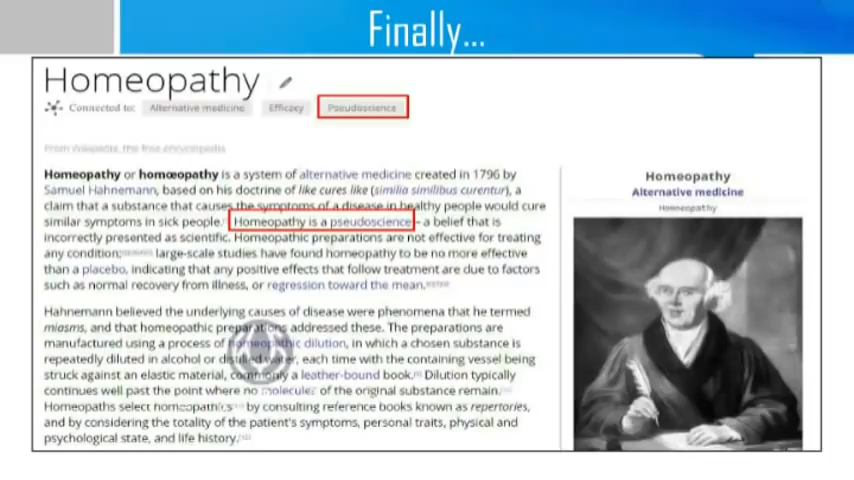 Finally...
Homeopathy
Connected to: Alternative medicine Efficacy Pseudoscience
From Wikipedia, the free encyclopedia
Homeopathy or homœopathy is a system of alternative medicine created in 1796 by
Samuel Hahnemann, based on his doctrine of like cures like (similia similibus curentur), a
claim that a substance that causes the symptoms of a disease in healthy people would cure
similar symptoms in sick people. Homeopathy is a pseudoscience – a belief that is
incorrectly presented as scientific. Homeopathic preparations are not effective for treating
any condition; large-scale studies have found homeopathy to be no more effective
than a placebo, indicating that any positive effects that follow treatment are due to factors
such as normal recovery from illness, or regression toward the mean.
Hahnemann believed the underlying causes of disease were phenomena that he termed
miasms, and that homeopathic preparations addressed these. The preparations are
manufactured using a process of homeopathic dilution, in which a chosen substance is
repeatedly diluted in alcohol or distilled water, each time with the containing vessel being
struck against an elastic material, commonly a leather-bound book. Dilution typically
continues well past the point where no molecules of the original substance remain.
Homeopaths select homeopathics by consulting reference books known as repertories,
and by considering the totality of the patient's symptoms, personal traits, physical and
psychological state, and life history.
Homeopathy
Alternative medicine
Homeopathy